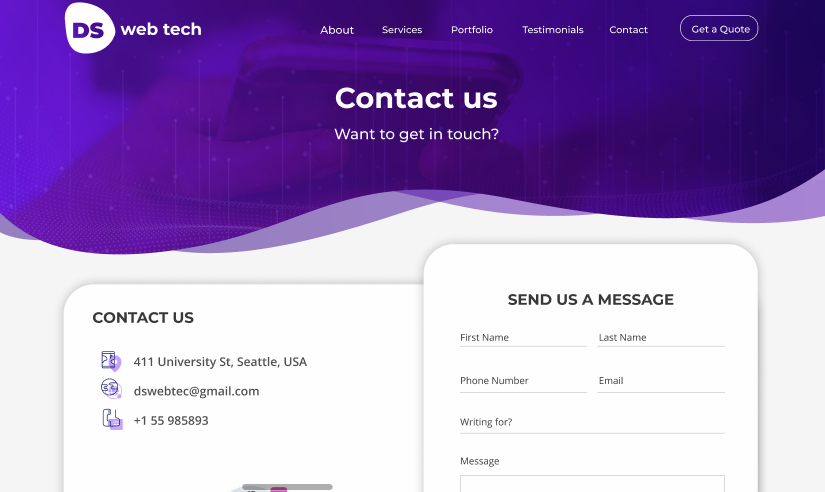 DS web tech
About Services Portfolio Testimonials Contact Get a Quote
Contact us
Want to get in touch?
CONTACT US
411 University St, Seattle, USA
dswebtec@gmail.com
+1 55 985893
SEND US A MESSAGE
First Name Last Name
Phone Number Email
Writing for?
Message